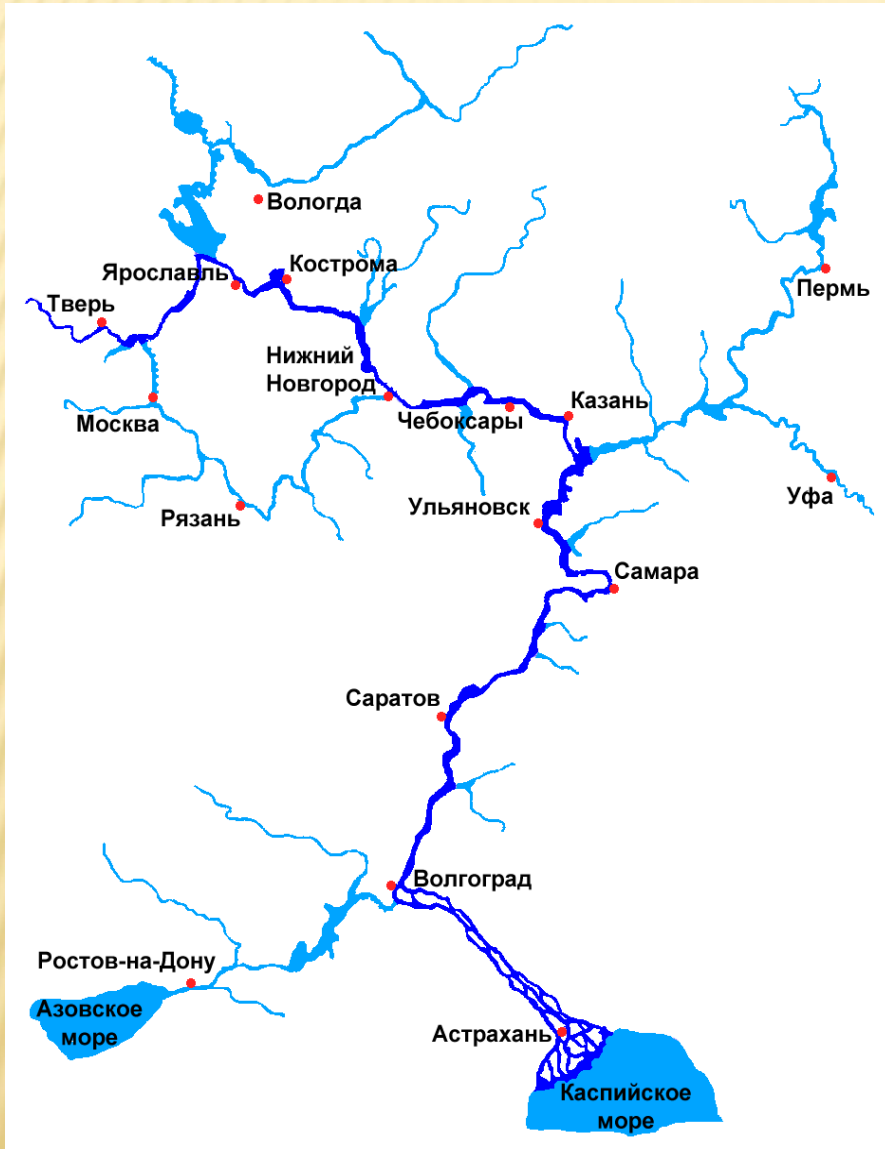 Вологда
Ярославль
Кострома
Пермь
Тверь
Нижний
Новгород
Москва
Чебоксары
Казань
Рязань
Ульяновск
Уфа
Самара
Саратов
Волгоград
Ростов-на-Дону
Азовское
море
Астрахань
Каспийское
море